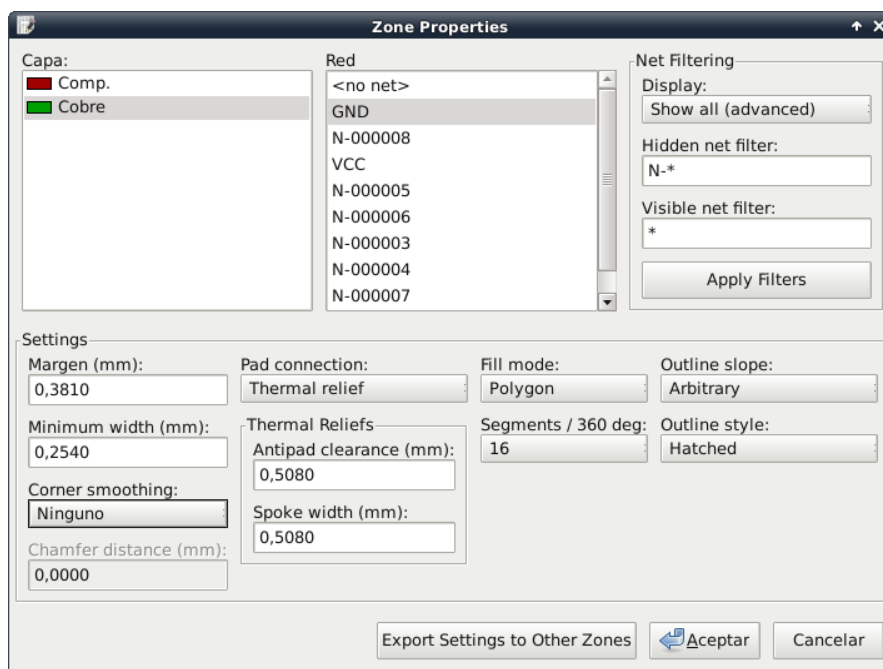 Zone Properties
Capa:
Comp.
Cobre
Red
<no net>
GND
N-000008
VCC
N-000005
N-000006
N-000003
N-000004
N-000007
Net Filtering
Display:
Show all (advanced)
Hidden net filter:
N-*
Visible net filter:
*
Apply Filters
Settings
Margen (mm):
0,3810
Minimum width (mm):
0,2540
Corner smoothing:
Ninguno
Chamfer distance (mm):
0,0000
Pad connection:
Thermal relief
Thermal Reliefs
Antipad clearance (mm):
0,5080
Spoke width (mm):
0,5080
Fill mode:
Polygon
Segments / 360 deg:
16
Outline slope:
Arbitrary
Outline style:
Hatched
Export Settings to Other Zones
Aceptar
Cancelar